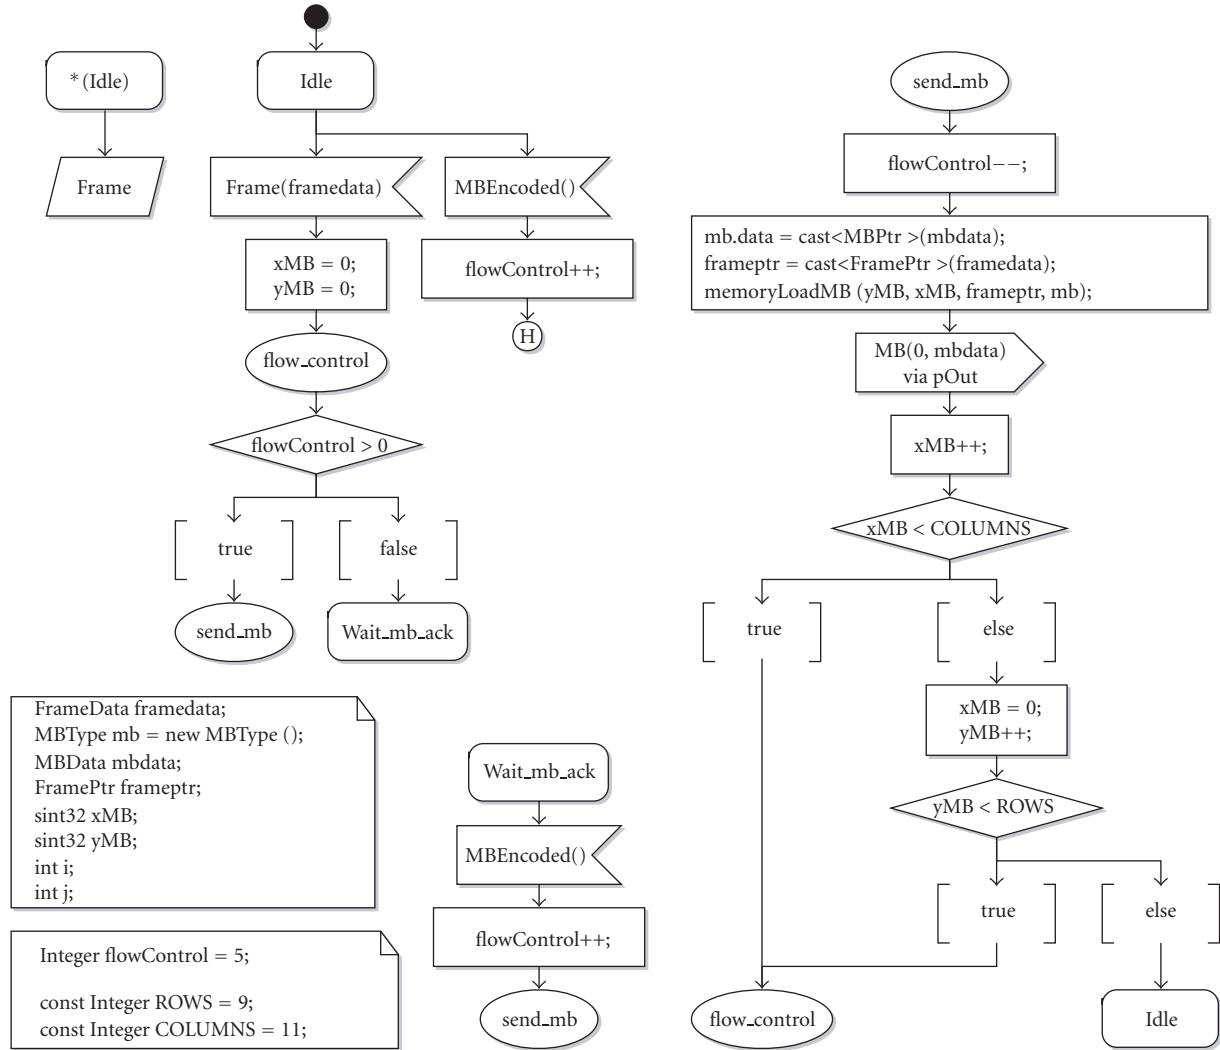 *(Idle)
Frame
Idle
Frame(framedata)
MBEncoded()
xMB = 0;
yMB = 0;
flowControl++;
H
flow_control
flowControl > 0
true
false
send_mb
Wait_mb_ack
FrameData framedata;
MBType mb = new MBType ();
MBData mbdata;
FramePtr frameptr;
sint32 xMB;
sint32 yMB;
int i;
int j;
Integer flowControl = 5;
const Integer ROWS = 9;
const Integer COLUMNS = 11;
Wait_mb_ack
MBEncoded()
flowControl++;
send_mb
send_mb
flowControl−−;
mb.data = cast<MBPtr >(mbdata);
frameptr = cast<FramePtr >(framedata);
memoryLoadMB (yMB, xMB, frameptr, mb);
MB(0, mbdata)
via pOut
xMB++;
xMB < COLUMNS
true
else
xMB = 0;
yMB++;
yMB < ROWS
true
else
flow_control
Idle